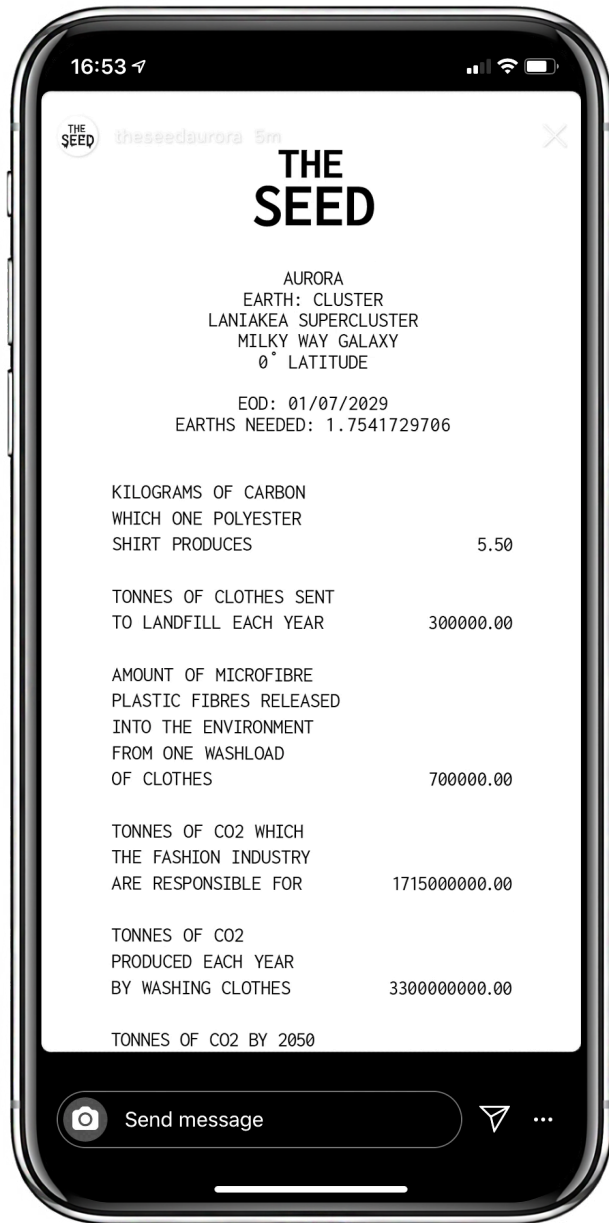 16:53
THE
SEED
theseedaurora 5m
THE
SEED
AURORA
EARTH: CLUSTER
LANIAKEA SUPERCLUSTER
MILKY WAY GALAXY
0° LATITUDE
EOD: 01/07/2029
EARTHS NEEDED: 1.7541729706
KILOGRAMS OF CARBON
WHICH ONE POLYESTER
SHIRT PRODUCES 5.50
TONNES OF CLOTHES SENT
TO LANDFILL EACH YEAR 300000.00
AMOUNT OF MICROFIBRE
PLASTIC FIBRES RELEASED
INTO THE ENVIRONMENT
FROM ONE WASHLOAD
OF CLOTHES 700000.00
TONNES OF CO2 WHICH
THE FASHION INDUSTRY
ARE RESPONSIBLE FOR 1715000000.00
TONNES OF CO2
PRODUCED EACH YEAR
BY WASHING CLOTHES 3300000000.00
TONNES OF CO2 BY 2050
Send message